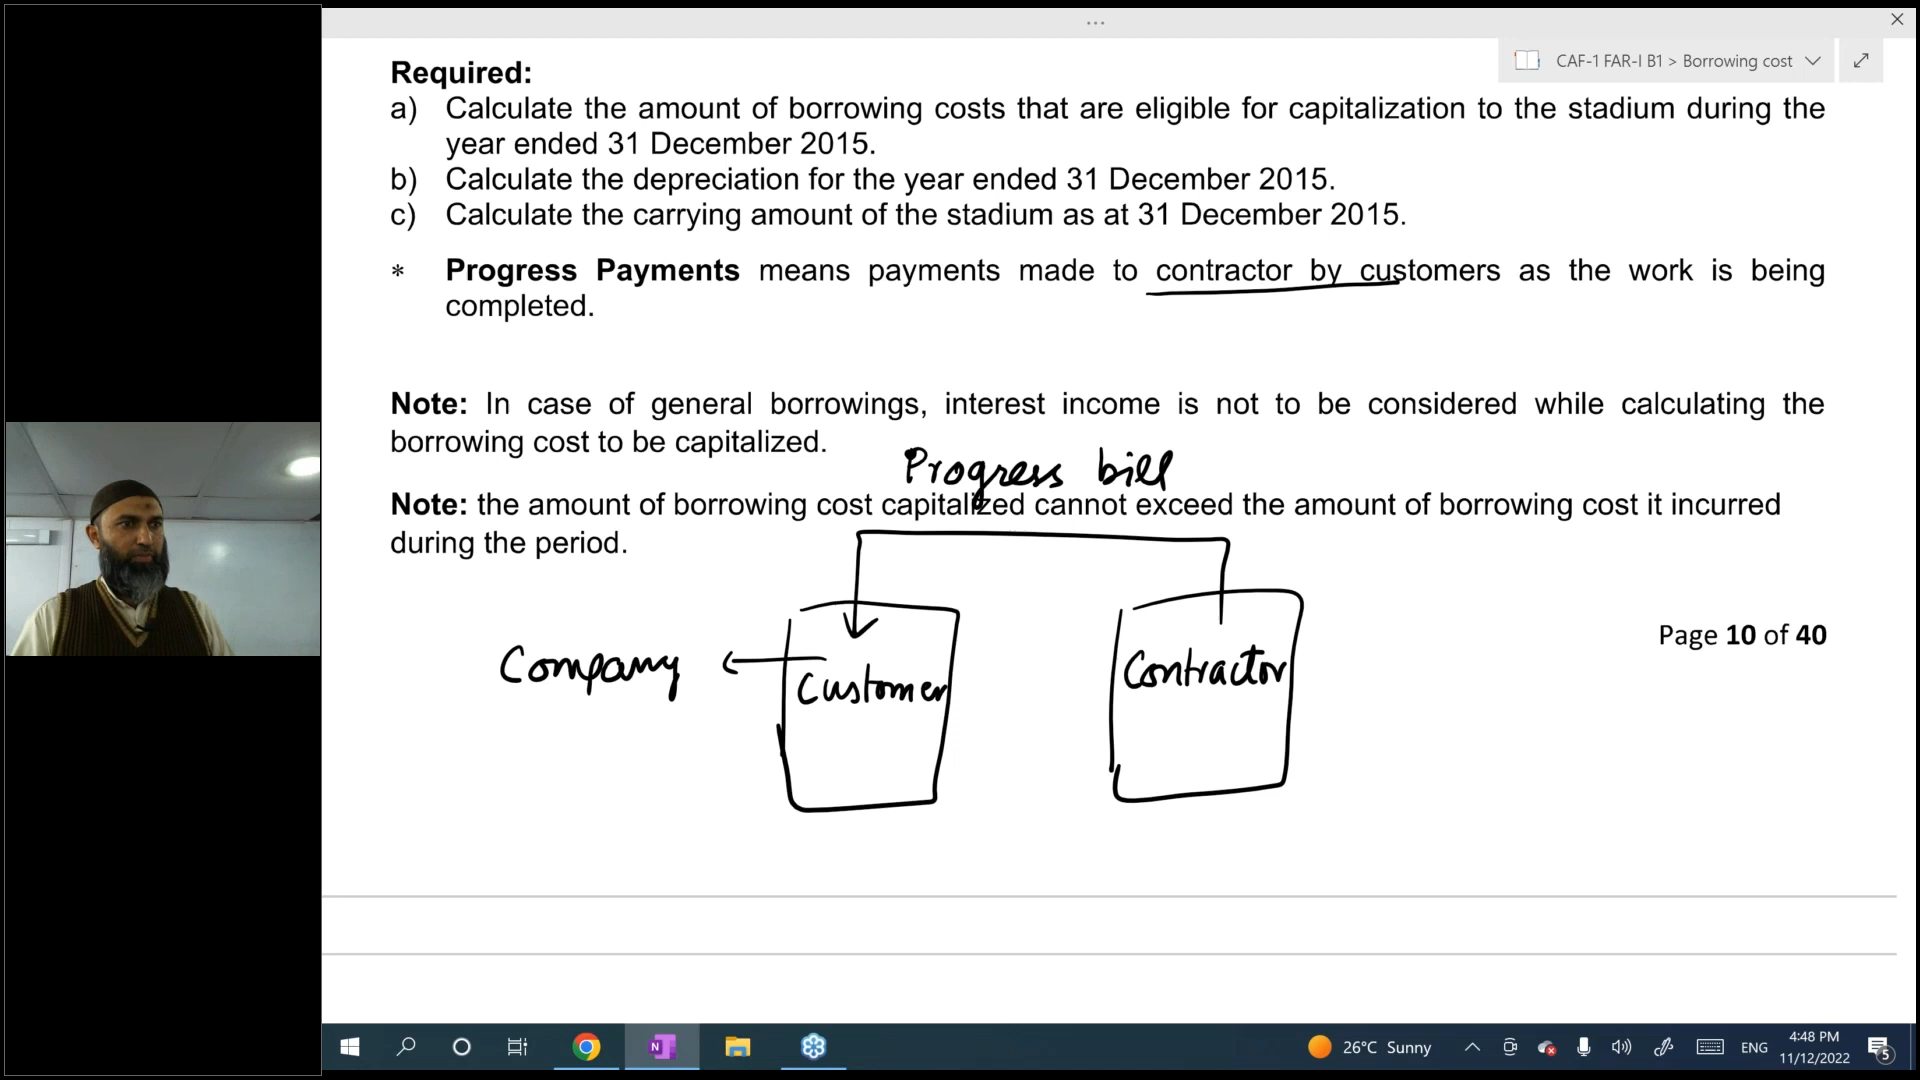 CAF-1 FAR-I B1 > Borrowing cost
Required:
a) Calculate the amount of borrowing costs that are eligible for capitalization to the stadium during the
year ended 31 December 2015.
b) Calculate the depreciation for the year ended 31 December 2015.
c) Calculate the carrying amount of the stadium as at 31 December 2015.
* Progress Payments means payments made to contractor by customers as the work is being
completed.
Note: In case of general borrowings, interest income is not to be considered while calculating the
borrowing cost to be capitalized.
Progress bill
Note: the amount of borrowing cost capitalized cannot exceed the amount of borrowing cost it incurred
during the period.
Page 10 of 40
Company
Customer
Contractor
N
26°C Sunny
ENG
4:48 PM
11/12/2022
5